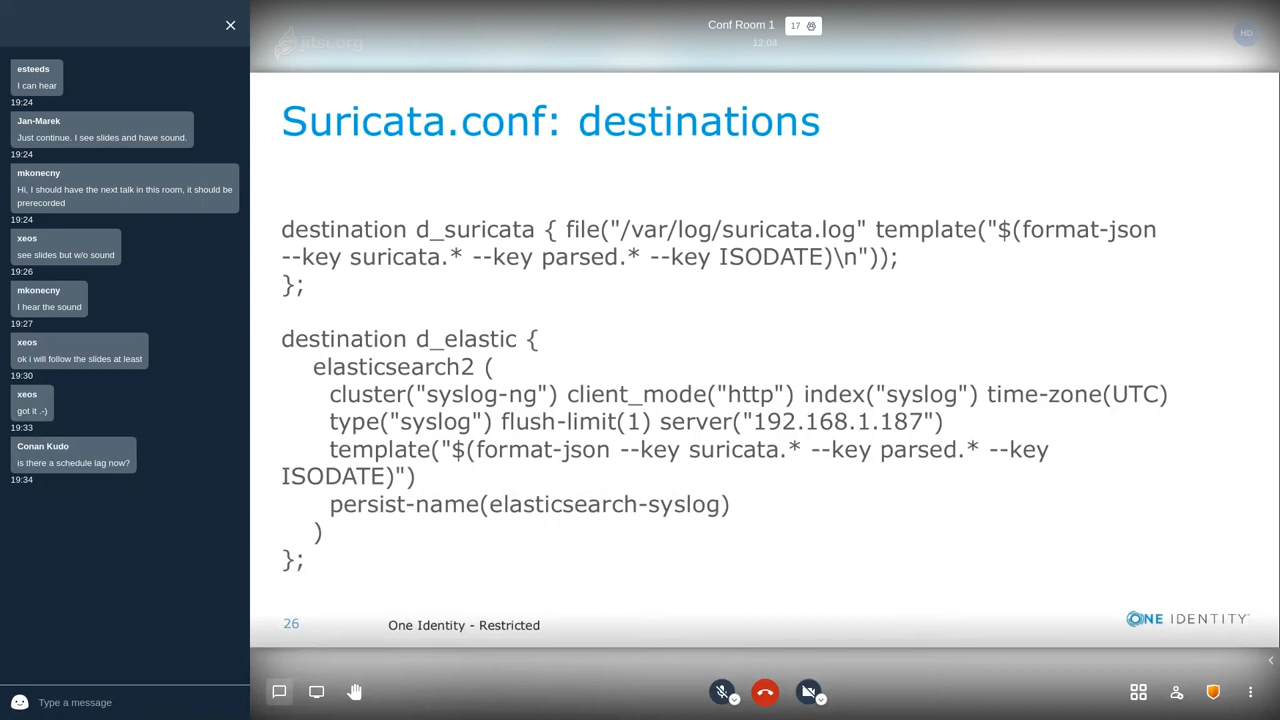 esteeds
I can hear
19:24
Jan-Marek
Just continue. I see slides and have sound.
19:24
mkonecny
Hi, I should have the next talk in this room, it should be
prerecorded
19:24
xeos
see slides but w/o sound
19:26
mkonecny
I hear the sound
19:27
xeos
ok i will follow the slides at least
19:30
xeos
got it .-)
19:33
Conan Kudo
is there a schedule lag now?
19:34
Type a message
jitsi.org
Conf Room 1
17
12:04
HD
Suricata.conf: destinations
destination d_suricata { file("/var/log/suricata.log" template("$(format-json
--key suricata.* --key parsed.* --key ISODATE)\n"));
};
destination d_elastic {
elasticsearch2 (
cluster("syslog-ng") client_mode("http") index("syslog") time-zone(UTC)
type("syslog") flush-limit(1) server("192.168.1.187")
template("$(format-json --key suricata.* --key parsed.* --key
ISODATE)")
persist-name(elasticsearch-syslog)
)
};
26
One Identity - Restricted
ONE IDENTITY